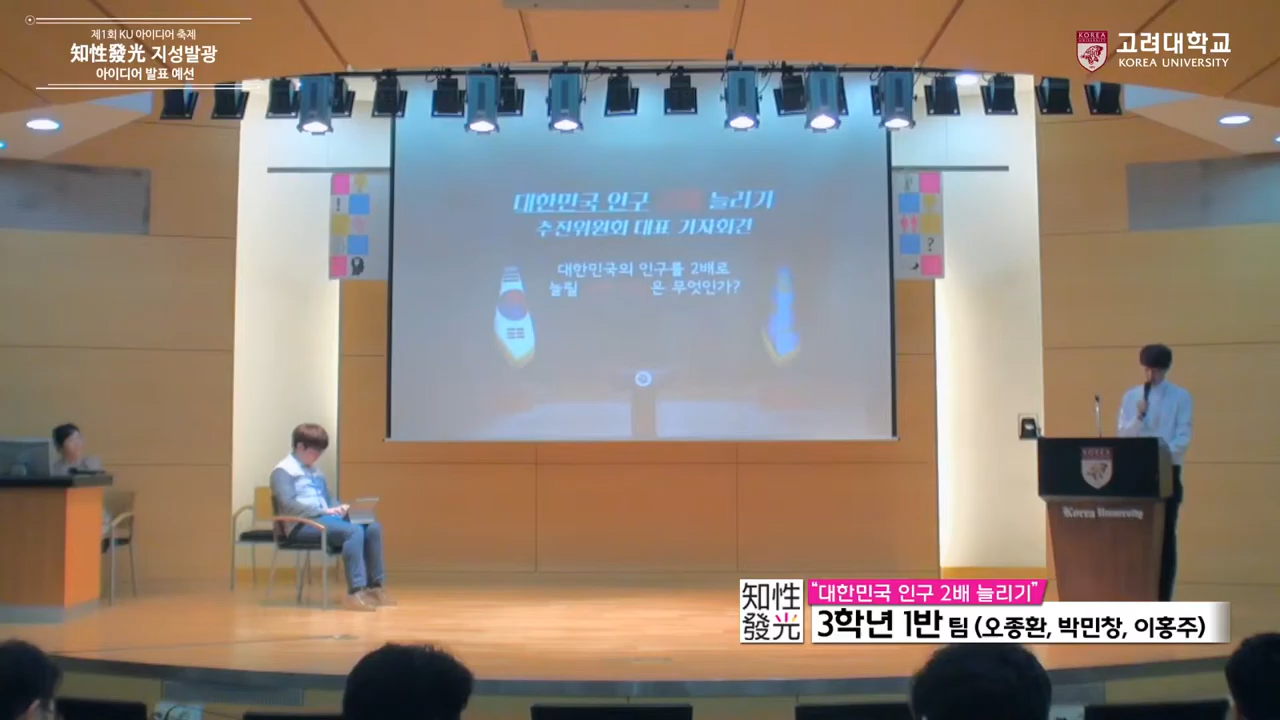 제1회 KU 아이디어 축제
知性發光 지성발광
아이디어 발표 예선
KOREA
UNIVERSITY
고려대학교
KOREA UNIVERSITY
대한민국 인구 늘리기
추진위원회 대표 기자회견
대한민국의 인구를 2배로
늘릴 은 무엇인가?
!
?
KOREA
Korea University
知性
發光
"대한민국 인구 2배 늘리기"
3학년 1반 팀 (오종환, 박민창, 이홍주)